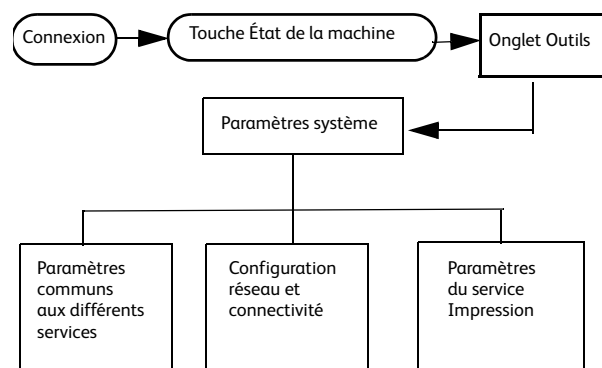 Connexion
Touche État de la machine
Onglet Outils
Paramètres système
Paramètres
communs
aux différents
services
Configuration
réseau et
connectivité
Paramètres
du service
Impression